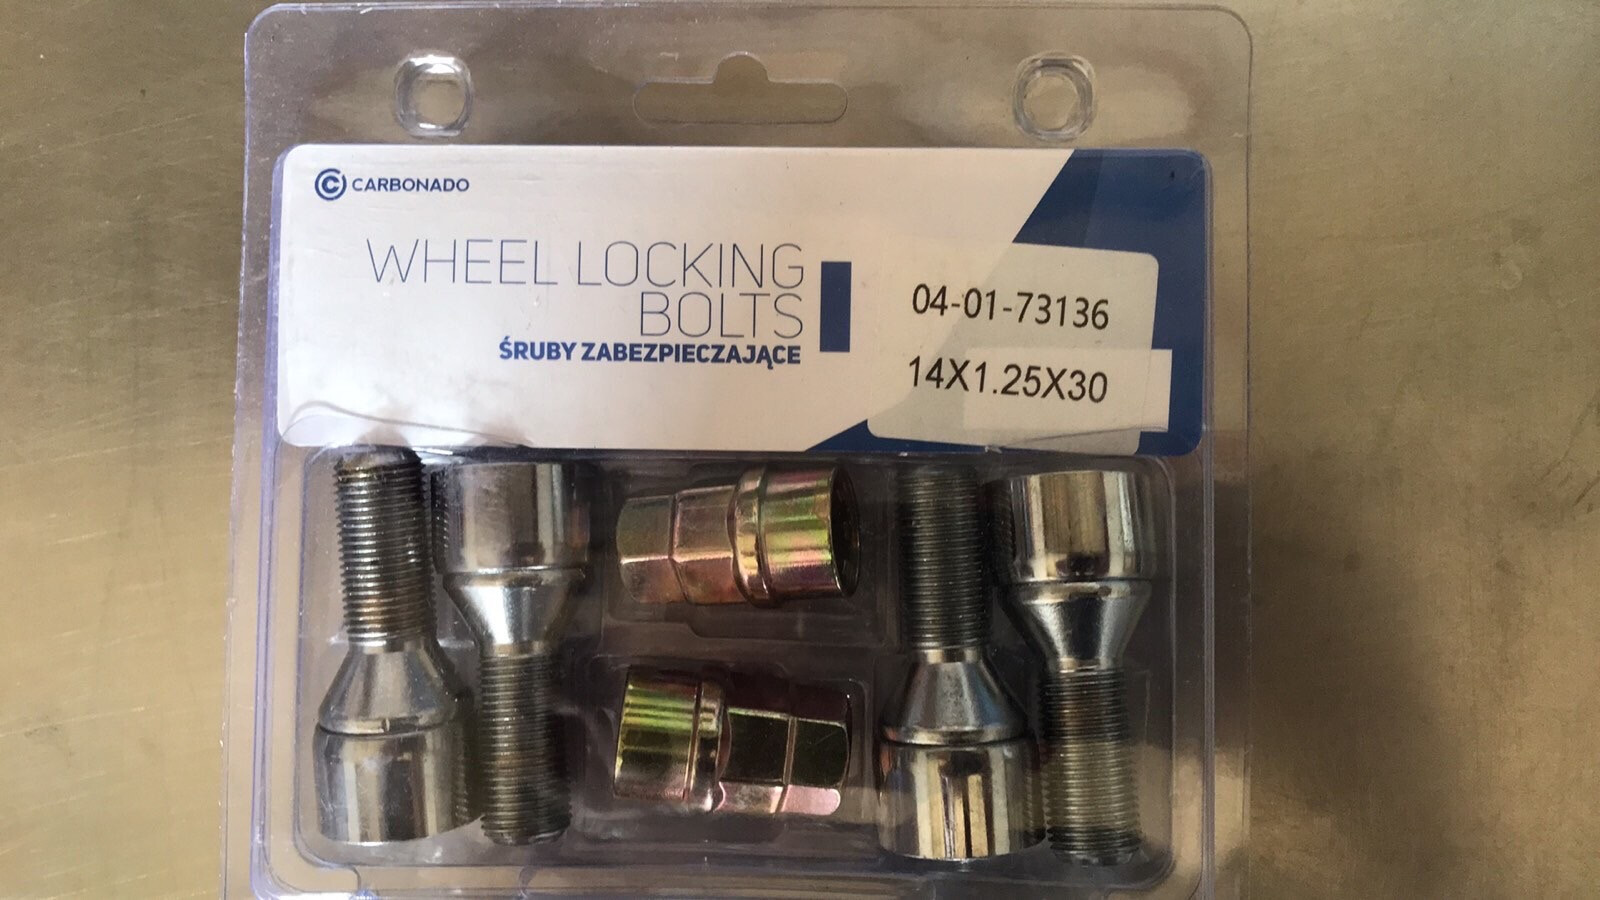 CARBONADO
WHEEL LOCKING
BOLTS
ŚRUBY ZABEZPIECZAJĄCE
04-01-73136
14X1.25X30